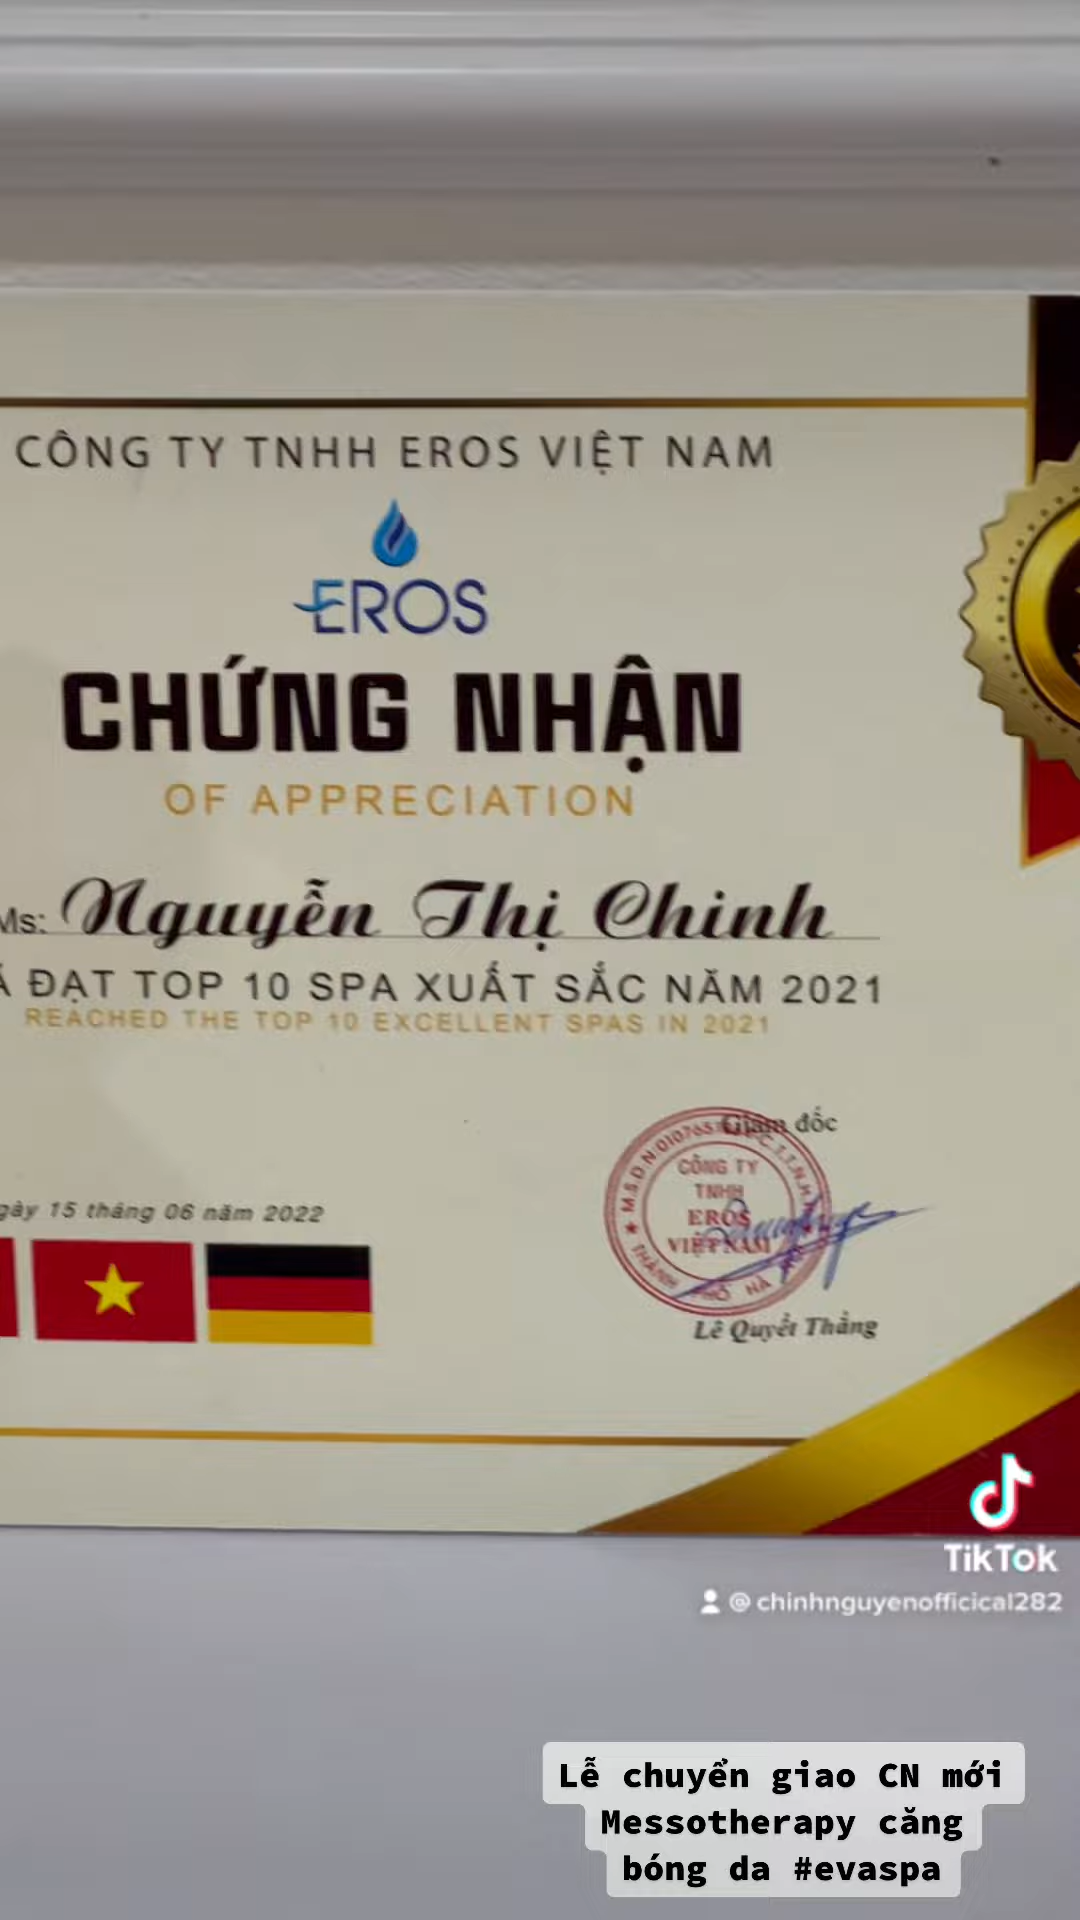 CÔNG TY TNHH EROS VIỆT NAM
EROS
CHỨNG NHẬN
OF APPRECIATION
Ms: Nguyễn Thị Chinh
ĐẠT TOP 10 SPA XUẤT SẮC NĂM 2021
REACHED THE TOP 10 EXCELLENT SPAS IN 2021
15 tháng 06 năm 2022
Giám đốc
CÔNG TY
TNHH
EROS
VIỆT NAM
THÀNH PHỐ HÀ
Lê Quyết Thắng
TikTok
@ chinhnguyenofficical282
Lễ chuyển giao CN mới
Messotherapy căng
bóng da #evaspa